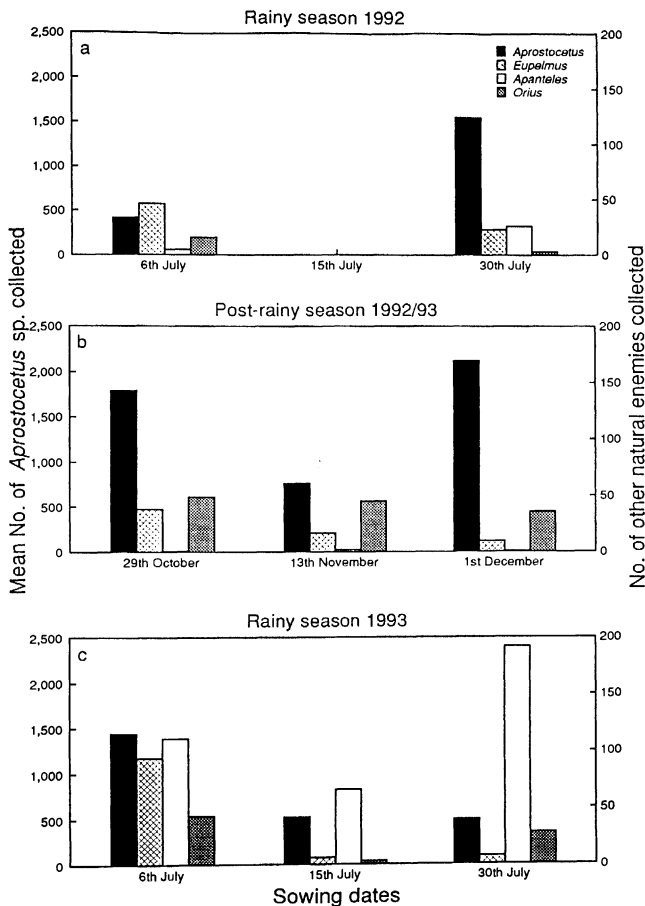 Rainy season 1992
a
Aprostocetus
Eupelmus
Apanteles
Orius
2,500
2,000
1,500
1,000
500
0
200
150
100
50
0
6th July
15th July
30th July
Mean No. of Aprostocetus sp. collected
No. of other natural enemies collected
Post-rainy season 1992/93
b
2,500
2,000
1,500
1,000
500
0
200
150
100
50
0
29th October
13th November
1st December
Rainy season 1993
c
2,500
2,000
1,500
1,000
500
0
200
150
100
50
0
6th July
15th July
30th July
Sowing dates